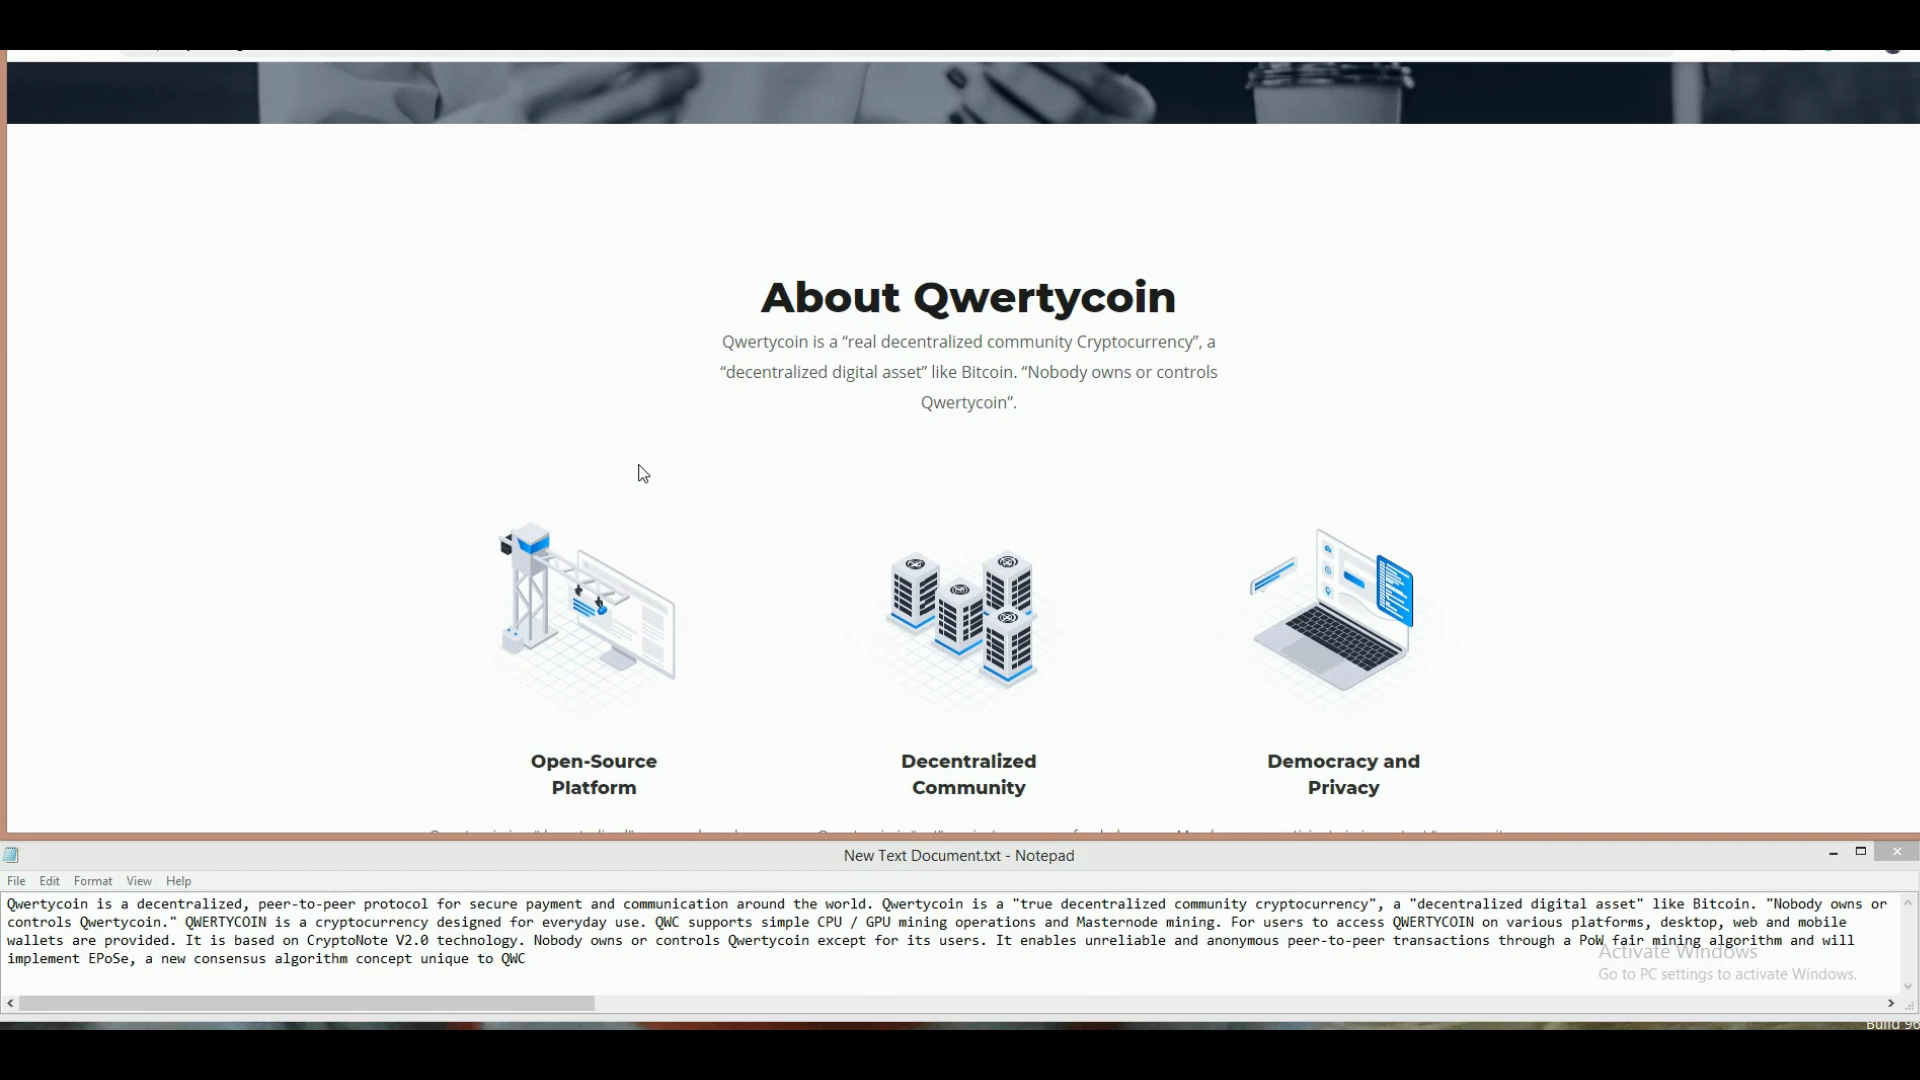 About Qwertycoin
Qwertycoin is a “real decentralized community Cryptocurrency”, a
“decentralized digital asset” like Bitcoin. “Nobody owns or controls
Qwertycoin”.
Open-Source
Platform
Decentralized
Community
Democracy and
Privacy
New Text Document.txt - Notepad
File Edit Format View Help
Qwertycoin is a decentralized, peer-to-peer protocol for secure payment and communication around the world. Qwertycoin is a "true decentralized community cryptocurrency", a "decentralized digital asset" like Bitcoin. "Nobody owns or
controls Qwertycoin." QWERTYCOIN is a cryptocurrency designed for everyday use. QWC supports simple CPU / GPU mining operations and Masternode mining. For users to access QWERTYCOIN on various platforms, desktop, web and mobile
wallets are provided. It is based on CryptoNote V2.0 technology. Nobody owns or controls Qwertycoin except for its users. It enables unreliable and anonymous peer-to-peer transactions through a PoW fair mining algorithm and will
implement EPoSe, a new consensus algorithm concept unique to QWC
Activate Windows
Go to PC settings to activate Windows.
Build 96